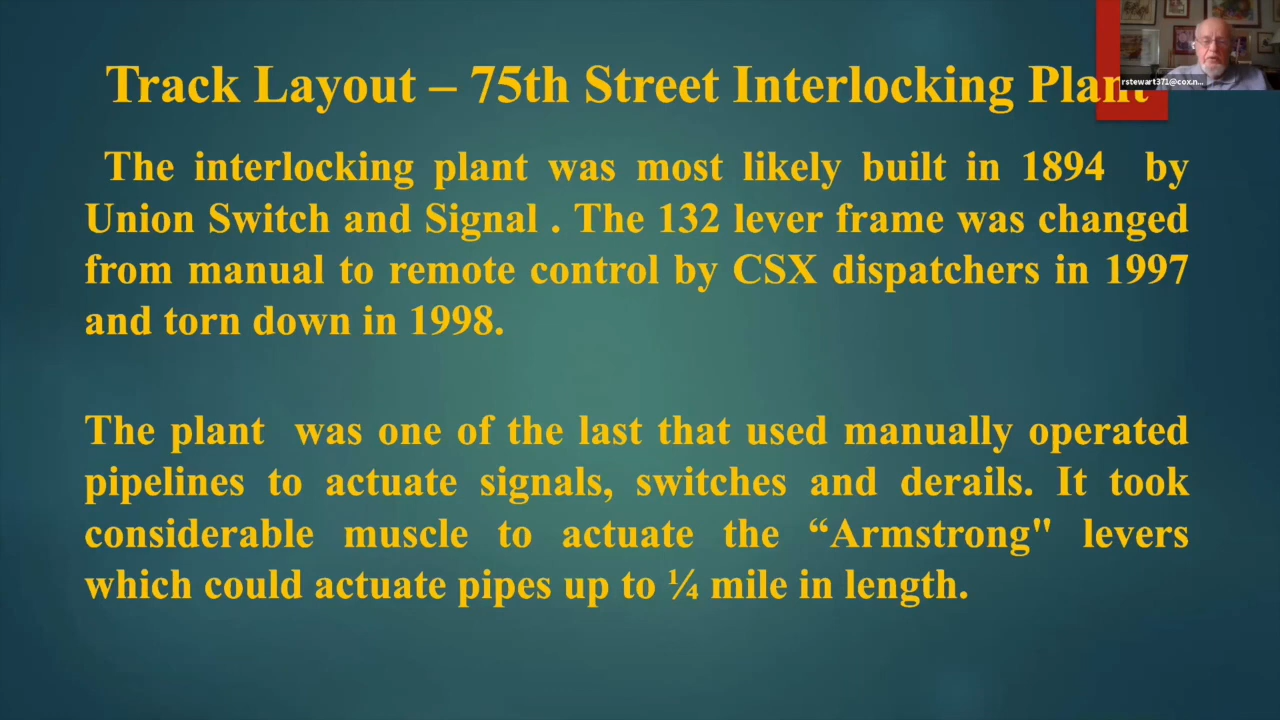 Track Layout – 75th Street Interlocking Plant
rstewart371@cox.n...
The interlocking plant was most likely built in 1894 by
Union Switch and Signal . The 132 lever frame was changed
from manual to remote control by CSX dispatchers in 1997
and torn down in 1998.
The plant was one of the last that used manually operated
pipelines to actuate signals, switches and derails. It took
considerable muscle to actuate the “Armstrong" levers
which could actuate pipes up to ¼ mile in length.